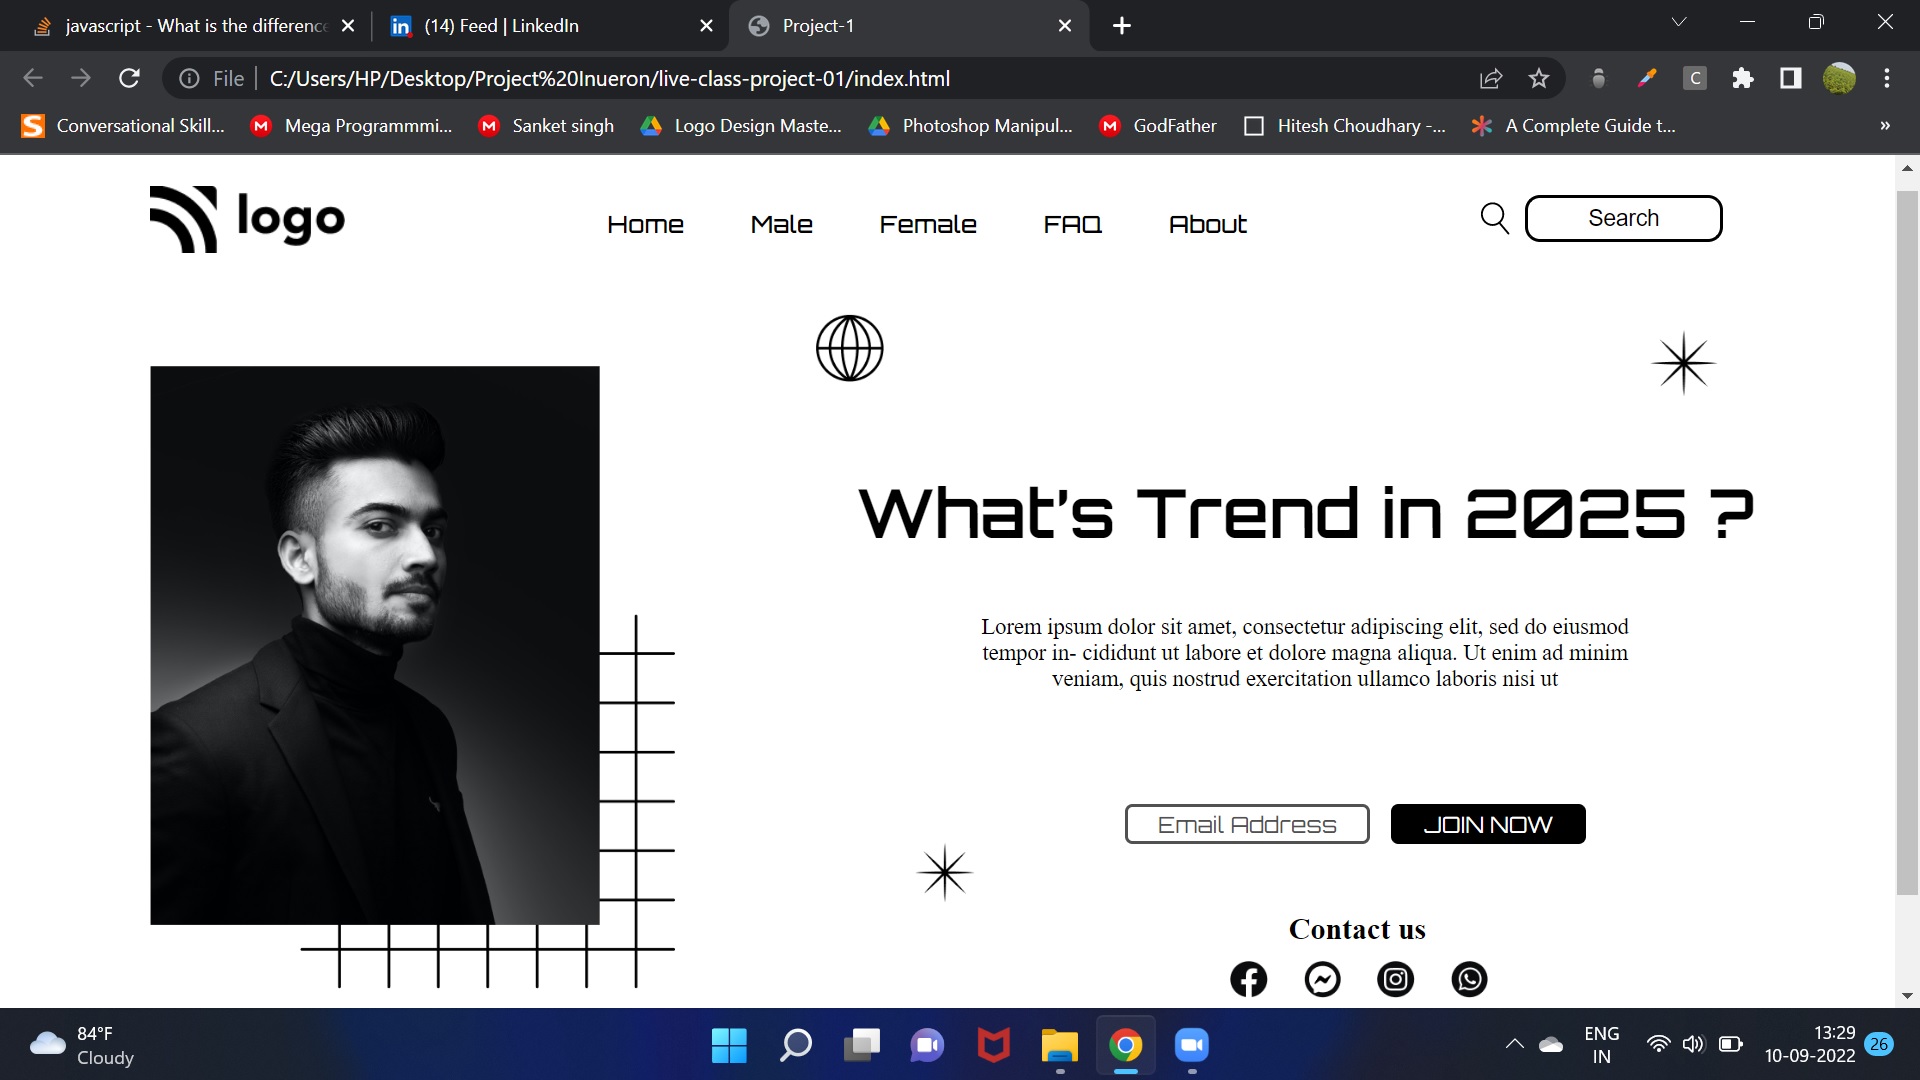 javascript - What is the difference
(14) Feed | LinkedIn
Project-1
File
C:/Users/HP/Desktop/Project%20Inueron/live-class-project-01/index.html
C
Conversational Skill...
Mega Programmmi...
Sanket singh
Logo Design Maste...
Photoshop Manipul...
GodFather
Hitesh Choudhary -...
A Complete Guide t...
»
logo
Home
Male
Female
FAQ
About
Search
What's Trend in 2025 ?
Lorem ipsum dolor sit amet, consectetur adipiscing elit, sed do eiusmod
tempor in- cididunt ut labore et dolore magna aliqua. Ut enim ad minim
veniam, quis nostrud exercitation ullamco laboris nisi ut
Email Address
JOIN NOW
Contact us
84°F
Cloudy
ENG
IN
13:29
10-09-2022
26